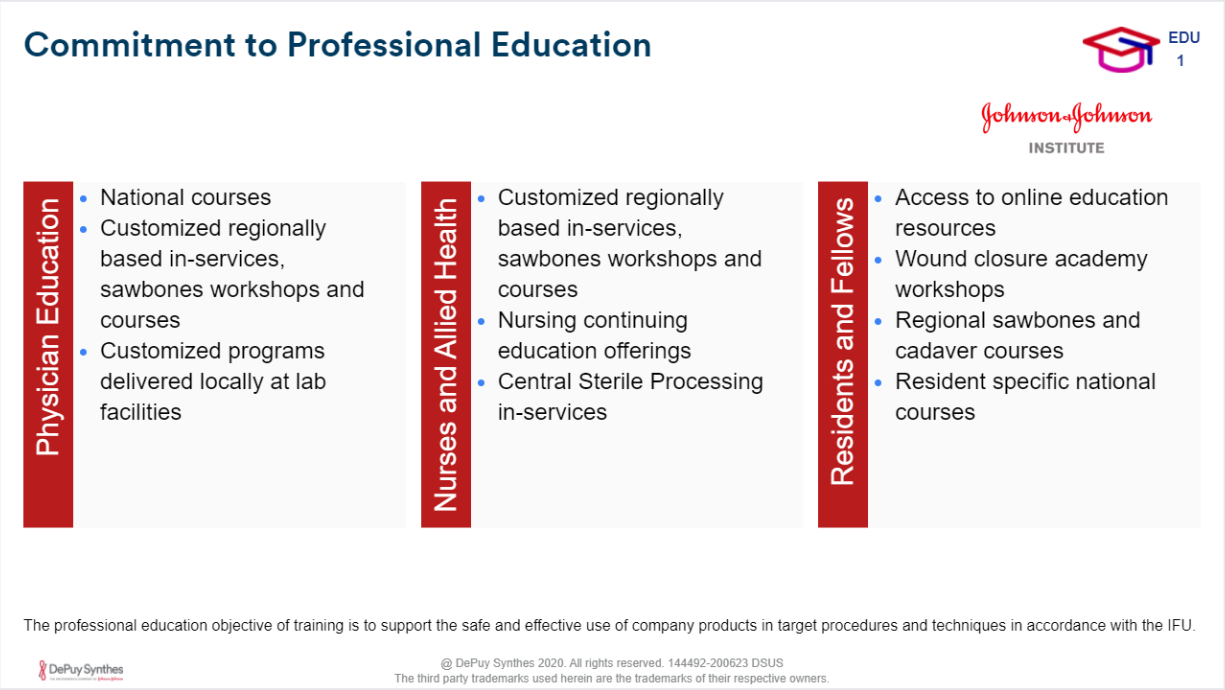 Commitment to Professional Education
EDU
1
Johnson & Johnson
INSTITUTE
Physician Education
• National courses
• Customized regionally
based in-services,
sawbones workshops and
courses
• Customized programs
delivered locally at lab
facilities
Nurses and Allied Health
• Customized regionally
based in-services,
sawbones workshops and
courses
• Nursing continuing
education offerings
• Central Sterile Processing
in-services
Residents and Fellows
• Access to online education
resources
• Wound closure academy
workshops
• Regional sawbones and
cadaver courses
• Resident specific national
courses
The professional education objective of training is to support the safe and effective use of company products in target procedures and techniques in accordance with the IFU.
DePuy Synthes
@ DePuy Synthes 2020. All rights reserved. 144492-200623 DSUS
The third party trademarks used herein are the trademarks of their respective owners.